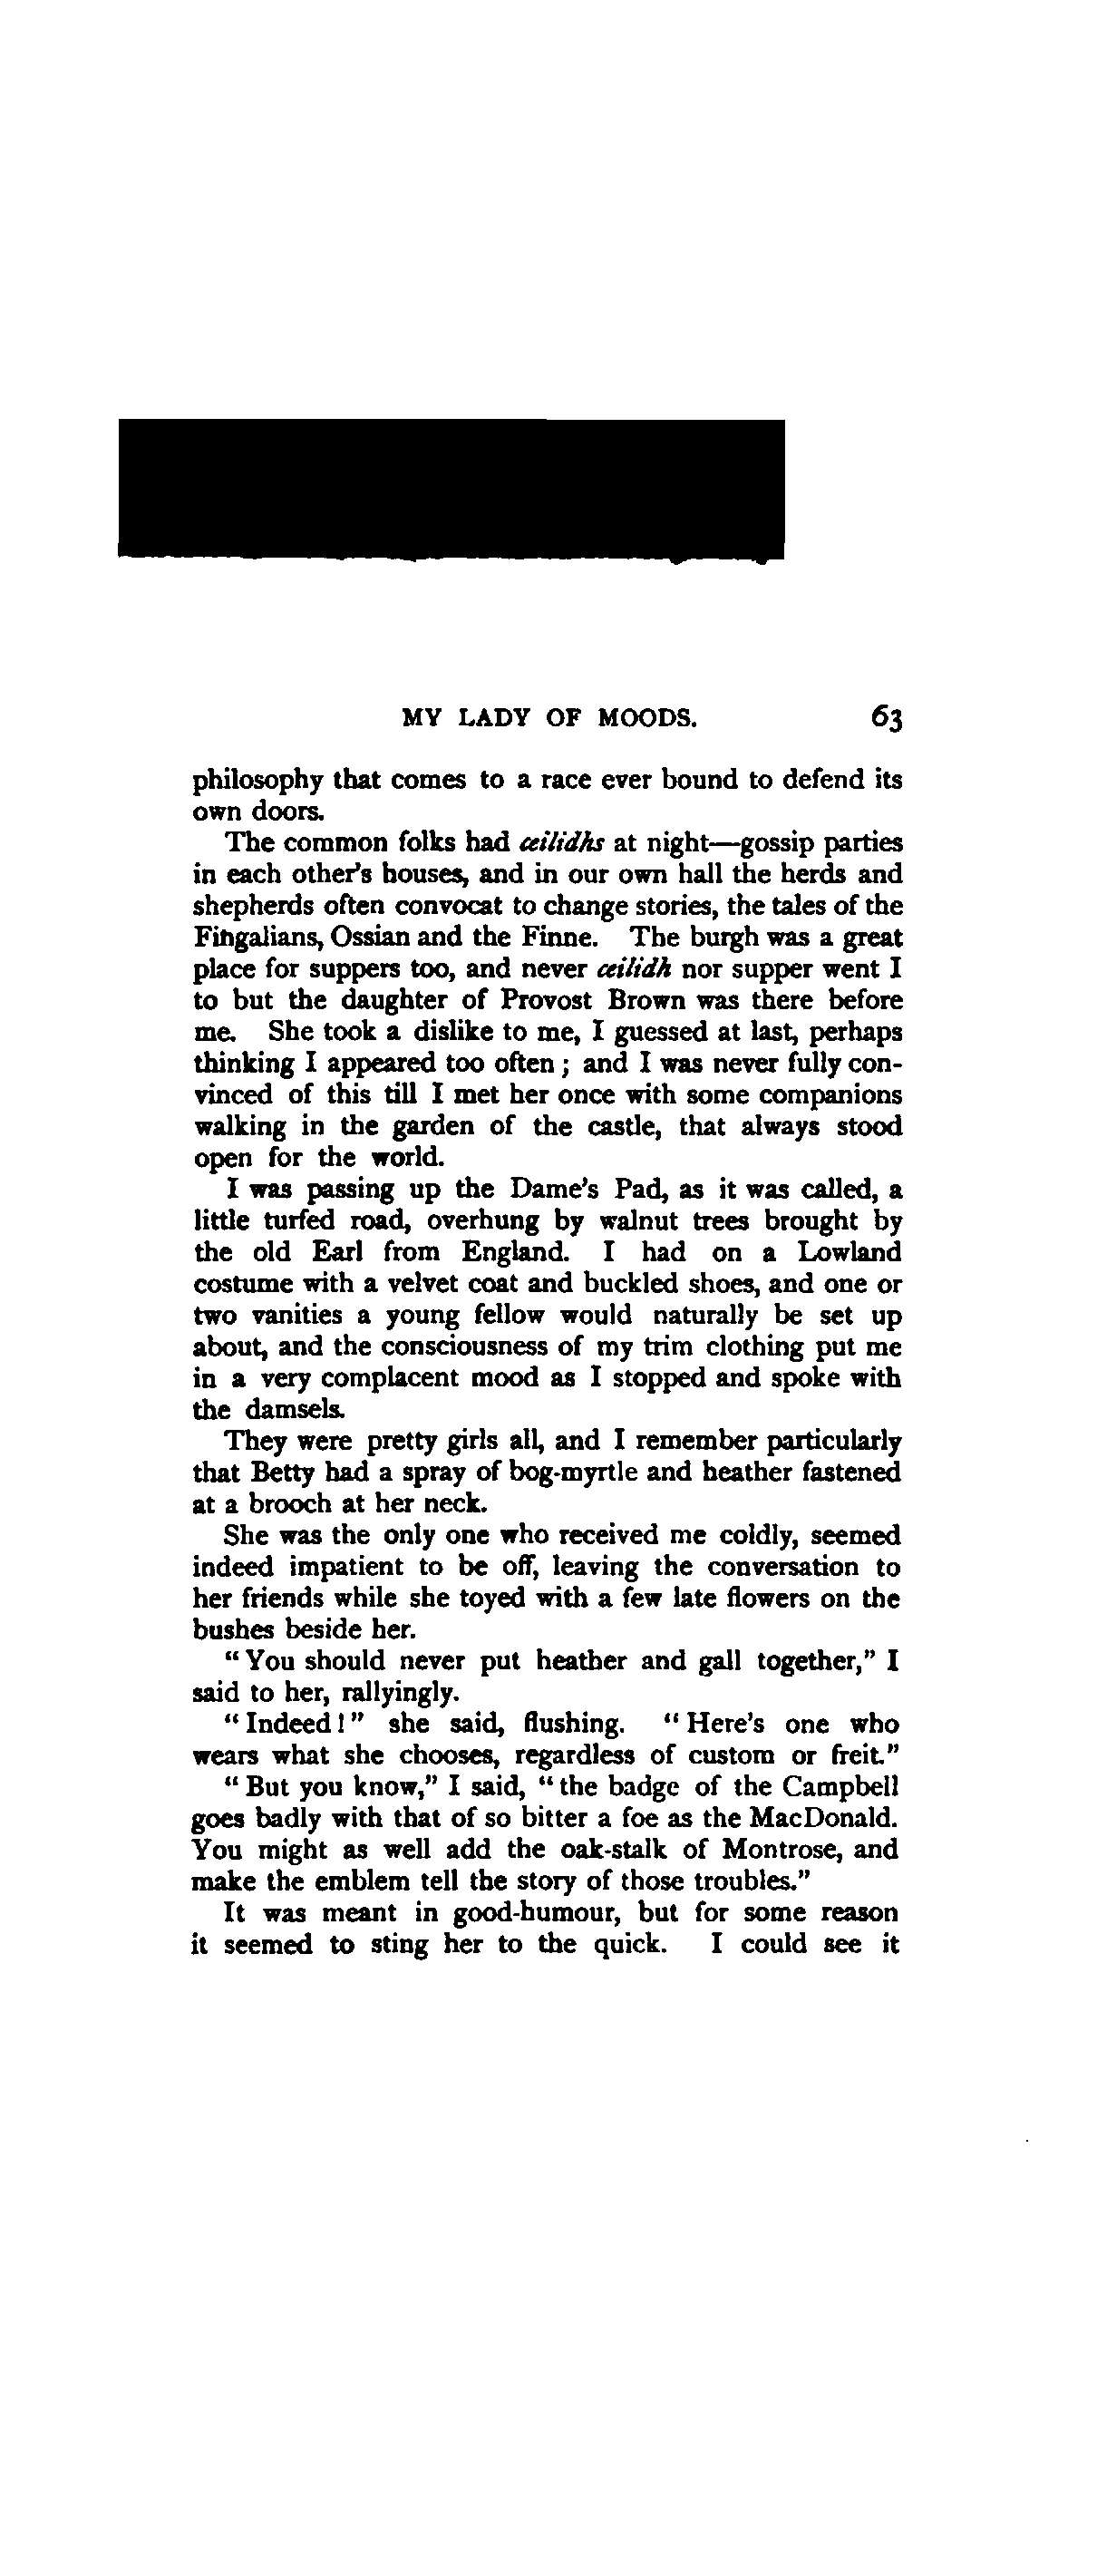 MY LADY OF MOODS. 63
philosophy that comes to a race ever bound to defend its
own doors.
The common folks had ceilidhs at night—gossip parties
in each other's houses, and in our own hall the herds and
shepherds often convocat to change stories, the tales of the
Fingalians, Ossian and the Finne. The burgh was a great
place for suppers too, and never ceilidh nor supper went I
to but the daughter of Provost Brown was there before
me. She took a dislike to me, I guessed at last, perhaps
thinking I appeared too often; and I was never fully con-
vinced of this till I met her once with some companions
walking in the garden of the castle, that always stood
open for the world.
I was passing up the Dame's Pad, as it was called, a
little turfed road, overhung by walnut trees brought by
the old Earl from England. I had on a Lowland
costume with a velvet coat and buckled shoes, and one or
two vanities a young fellow would naturally be set up
about, and the consciousness of my trim clothing put me
in a very complacent mood as I stopped and spoke with
the damsels.
They were pretty girls all, and I remember particularly
that Betty had a spray of bog-myrtle and heather fastened
at a brooch at her neck.
She was the only one who received me coldly, seemed
indeed impatient to be off, leaving the conversation to
her friends while she toyed with a few late flowers on the
bushes beside her.
"You should never put heather and gall together," I
said to her, rallyingly.
"Indeed!" she said, flushing. "Here's one who
wears what she chooses, regardless of custom or freit."
"But you know," I said, "the badge of the Campbell
goes badly with that of so bitter a foe as the MacDonald.
You might as well add the oak-stalk of Montrose, and
make the emblem tell the story of those troubles."
It was meant in good-humour, but for some reason
it seemed to sting her to the quick. I could see it